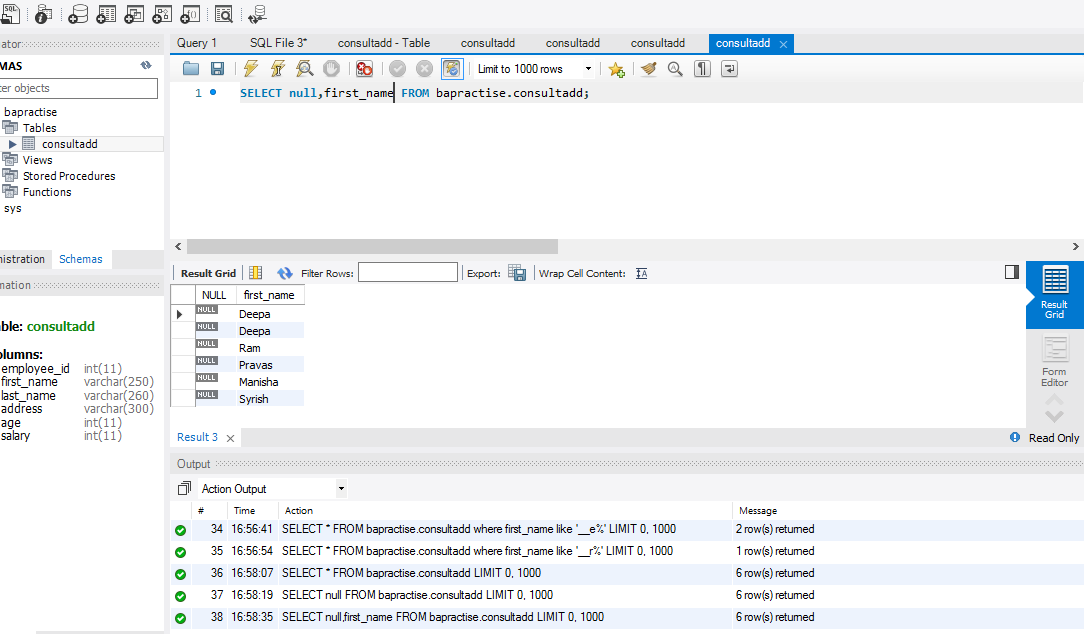 SQL
ator
Query 1 SQL File 3* consultadd - Table consultadd consultadd consultadd consultadd
MAS
Limit to 1000 rows
ter objects
1 SELECT null,first_name FROM bapractise.consultadd;
bapractise
Tables
consultadd
Views
Stored Procedures
Functions
sys
nistration Schemas
mation
Result Grid Filter Rows: Export: Wrap Cell Content: IA
NULL first_name
NULL Deepa
NULL Deepa
NULL Ram
NULL Pravas
NULL Manisha
NULL Syrish
Result
Grid
Form
Editor
ble: consultadd
olumns:
employee_id int(11)
first_name varchar(250)
last_name varchar(260)
address varchar(300)
age int(11)
salary int(11)
Result 3 Read Only
Output
Action Output
# Time Action Message
34 16:56:41 SELECT * FROM bapractise.consultadd where first_name like '__e%' LIMIT 0, 1000 2 row(s) returned
35 16:56:54 SELECT * FROM bapractise.consultadd where first_name like '__r%' LIMIT 0, 1000 1 row(s) returned
36 16:58:07 SELECT * FROM bapractise.consultadd LIMIT 0, 1000 6 row(s) returned
37 16:58:19 SELECT null FROM bapractise.consultadd LIMIT 0, 1000 6 row(s) returned
38 16:58:35 SELECT null,first_name FROM bapractise.consultadd LIMIT 0, 1000 6 row(s) returned